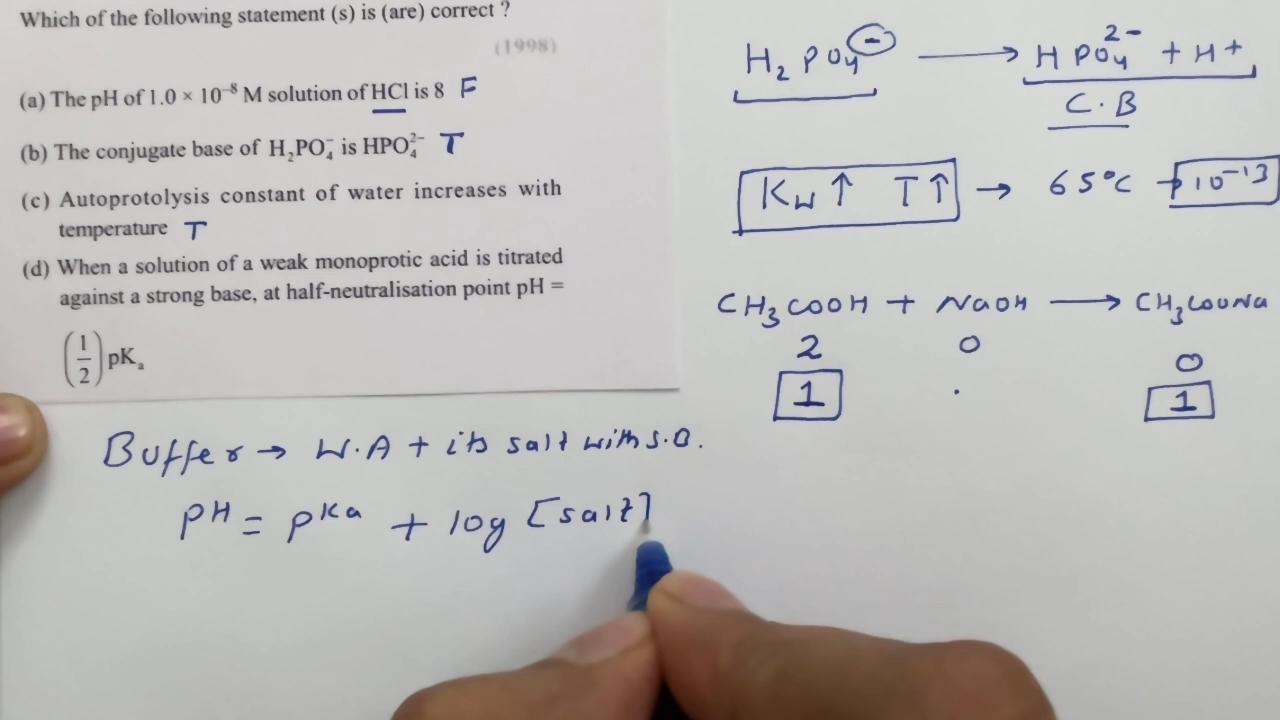 Which of the following statement (s) is (are) correct ?
(1998)
(a) The pH of 1.0 × 10⁻⁸ M solution of HCl is 8 F
(b) The conjugate base of H₂PO₄⁻ is HPO₄²⁻ T
(c) Autoprotolysis constant of water increases with
temperature T
(d) When a solution of a weak monoprotic acid is titrated
against a strong base, at half-neutralisation point pH =
(1/2) pKₐ
H₂PO₄⁻ → HPO₄²⁻ + H+
C.B
Kw↑ T↑ → 65°C → 10⁻¹³
CH₃COOH + NaOH → CH₃COONa
2 0 0
1 . 1
Buffer → W.A + its salt with S.B.
pH = pKa + log [salt]